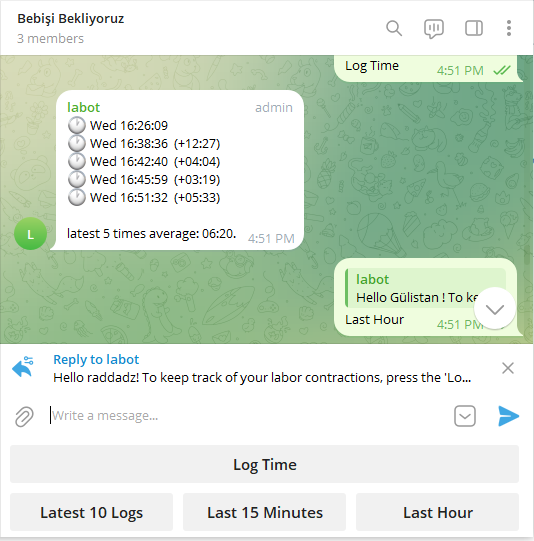 Bebişi Bekliyoruz
3 members
Log Time 4:51 PM
labot admin
Wed 16:26:09
Wed 16:38:36 (+12:27)
Wed 16:42:40 (+04:04)
Wed 16:45:59 (+03:19)
Wed 16:51:32 (+05:33)
latest 5 times average: 06:20. 4:51 PM
L
labot
Hello Gülistan ! To ke
Last Hour 4:51 PM
Reply to labot
Hello raddadz! To keep track of your labor contractions, press the 'Lo...
Write a message...
Log Time
Latest 10 Logs Last 15 Minutes Last Hour